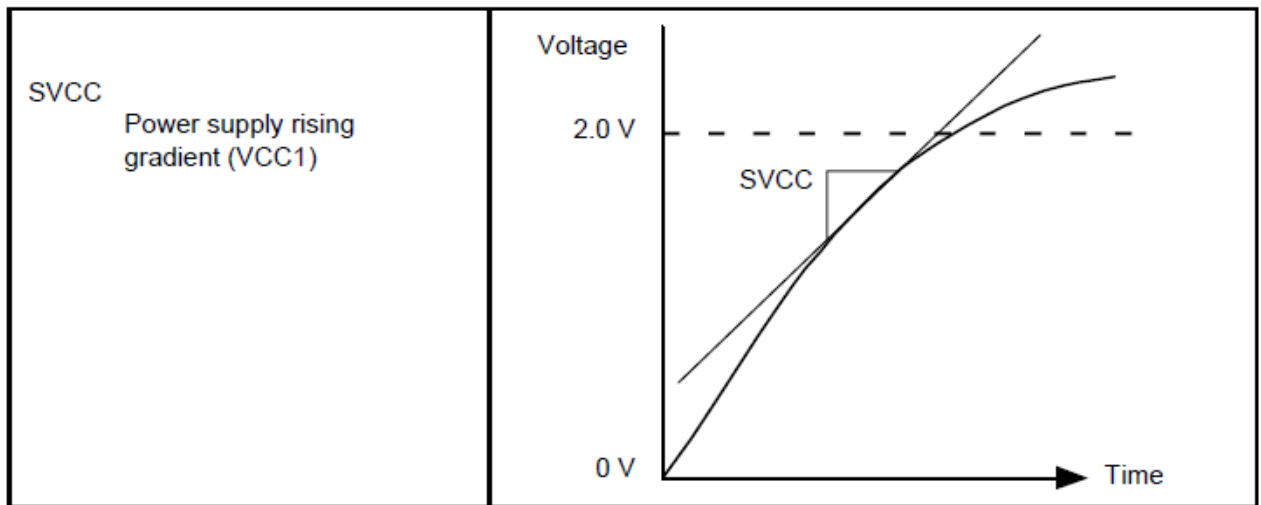 SVCC
Power supply rising
gradient (VCC1)
Voltage
2.0 V
SVCC
0 V
Time